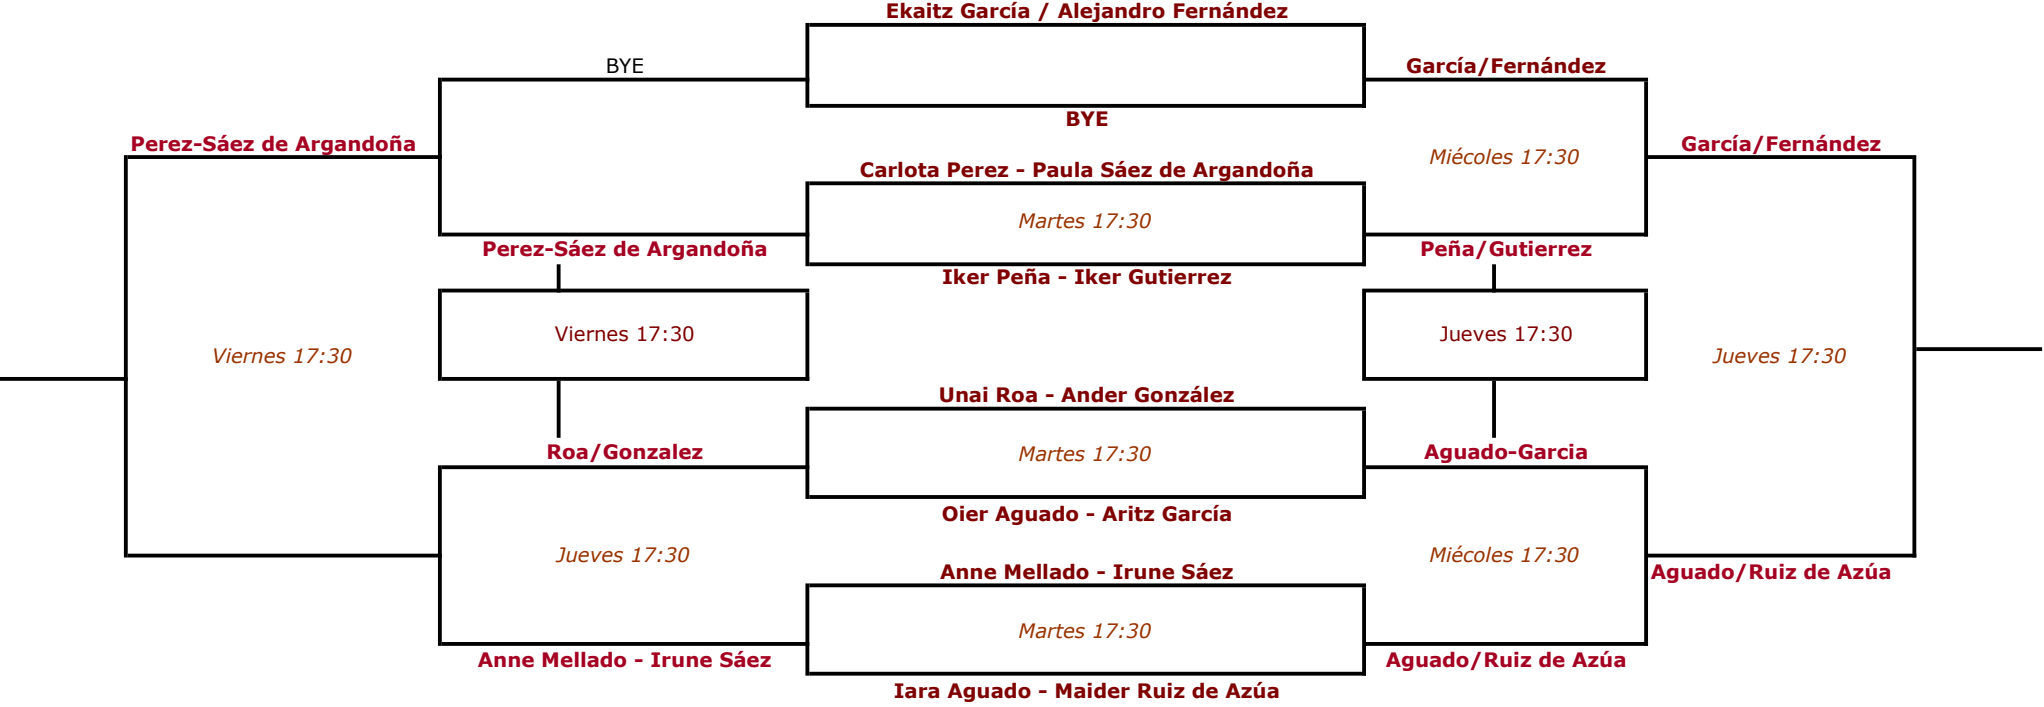 Ekaitz García / Alejandro Fernández
BYE
García/Fernández
BYE
Perez-Sáez de Argandoña
García/Fernández
Miécoles 17:30
Carlota Perez - Paula Sáez de Argandoña
Martes 17:30
Perez-Sáez de Argandoña
Peña/Gutierrez
Iker Peña - Iker Gutierrez
Viernes 17:30
Jueves 17:30
Viernes 17:30
Jueves 17:30
Unai Roa - Ander González
Roa/Gonzalez
Martes 17:30
Aguado-Garcia
Oier Aguado - Aritz García
Jueves 17:30
Miécoles 17:30
Anne Mellado - Irune Sáez
Aguado/Ruiz de Azúa
Martes 17:30
Anne Mellado - Irune Sáez
Aguado/Ruiz de Azúa
Iara Aguado - Maider Ruiz de Azúa